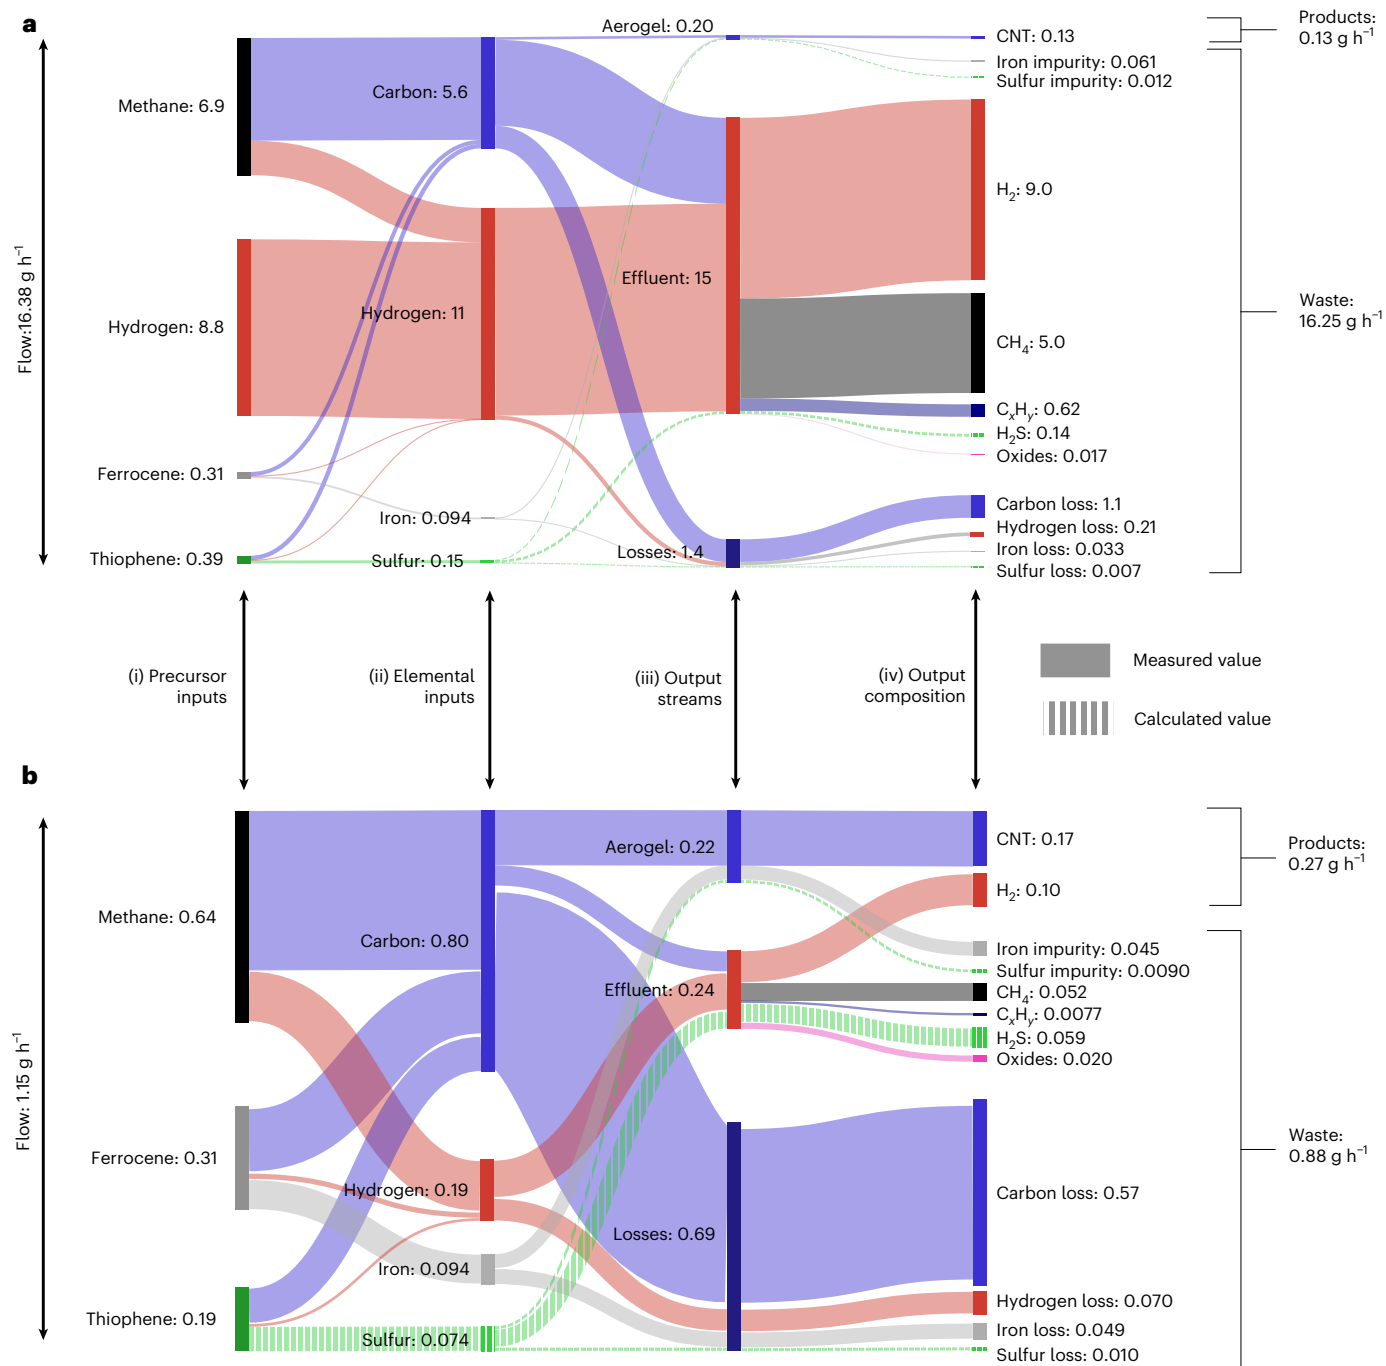 a
Flow:16.38 g h⁻¹
Methane: 6.9
Hydrogen: 8.8
Ferrocene: 0.31
Thiophene: 0.39
Carbon: 5.6
Hydrogen: 11
Iron: 0.094
Sulfur: 0.15
Aerogel: 0.20
Effluent: 15
Losses: 1.4
CNT: 0.13
Iron impurity: 0.061
Sulfur impurity: 0.012
H₂: 9.0
CH₄: 5.0
CₓHᵧ: 0.62
H₂S: 0.14
Oxides: 0.017
Carbon loss: 1.1
Hydrogen loss: 0.21
Iron loss: 0.033
Sulfur loss: 0.007
Products:
0.13 g h⁻¹
Waste:
16.25 g h⁻¹
(i) Precursor
inputs
(ii) Elemental
inputs
(iii) Output
streams
(iv) Output
composition
Measured value
Calculated value
b
Flow: 1.15 g h⁻¹
Methane: 0.64
Ferrocene: 0.31
Thiophene: 0.19
Carbon: 0.80
Hydrogen: 0.19
Iron: 0.094
Sulfur: 0.074
Aerogel: 0.22
Effluent: 0.24
Losses: 0.69
CNT: 0.17
H₂: 0.10
Iron impurity: 0.045
Sulfur impurity: 0.0090
CH₄: 0.052
CₓHᵧ: 0.0077
H₂S: 0.059
Oxides: 0.020
Carbon loss: 0.57
Hydrogen loss: 0.070
Iron loss: 0.049
Sulfur loss: 0.010
Products:
0.27 g h⁻¹
Waste:
0.88 g h⁻¹